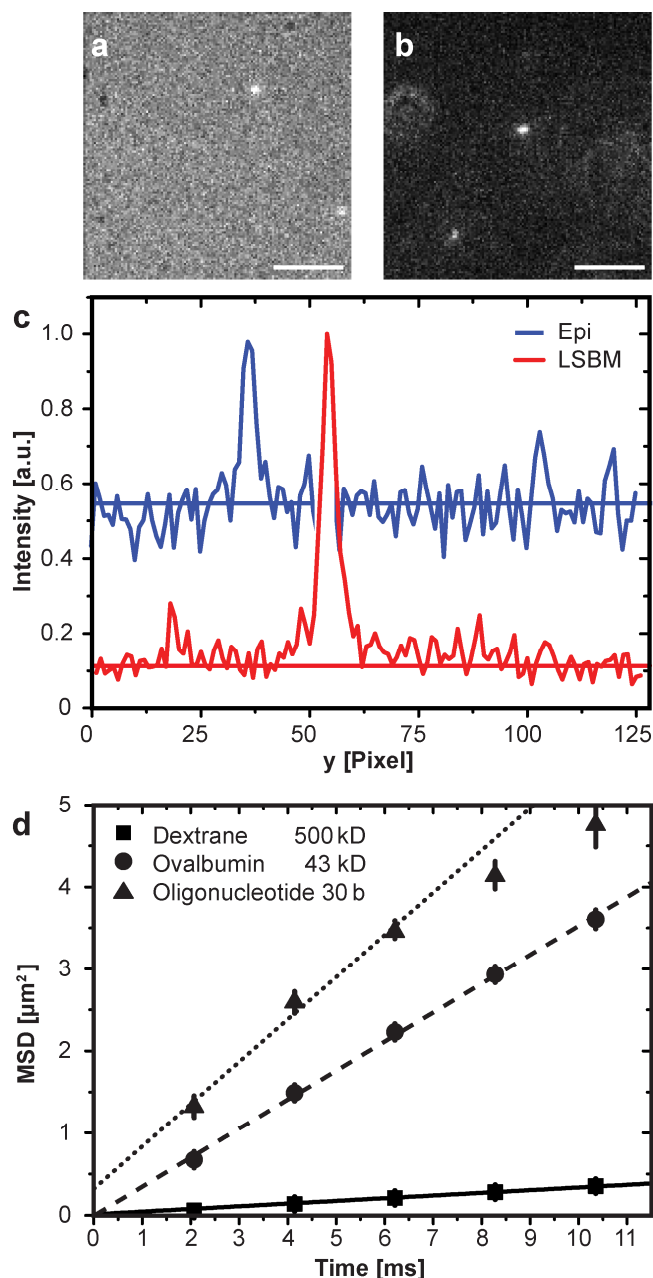 a
b
c
Epi
LSBM
1.0
0.8
0.6
0.4
0.2
0
Intensity [a.u.]
0 25 50 75 100 125
y [Pixel]
d
Dextrane 500 kD
Ovalbumin 43 kD
Oligonucleotide 30 b
5
4
3
2
1
0
MSD [µm²]
0 1 2 3 4 5 6 7 8 9 10 11
Time [ms]